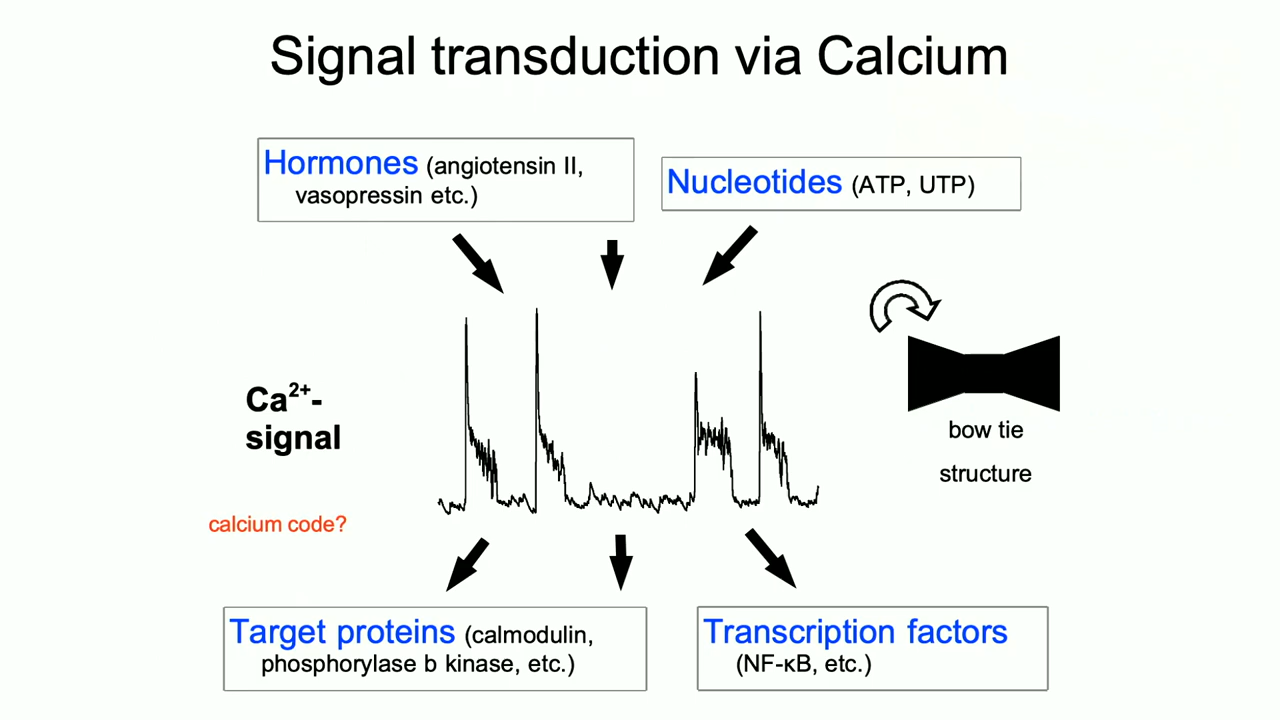 Signal transduction via Calcium
Hormones (angiotensin II,
vasopressin etc.)
Nucleotides (ATP, UTP)
Ca²⁺-
signal
bow tie
structure
calcium code?
Target proteins (calmodulin,
phosphorylase b kinase, etc.)
Transcription factors
(NF-κB, etc.)